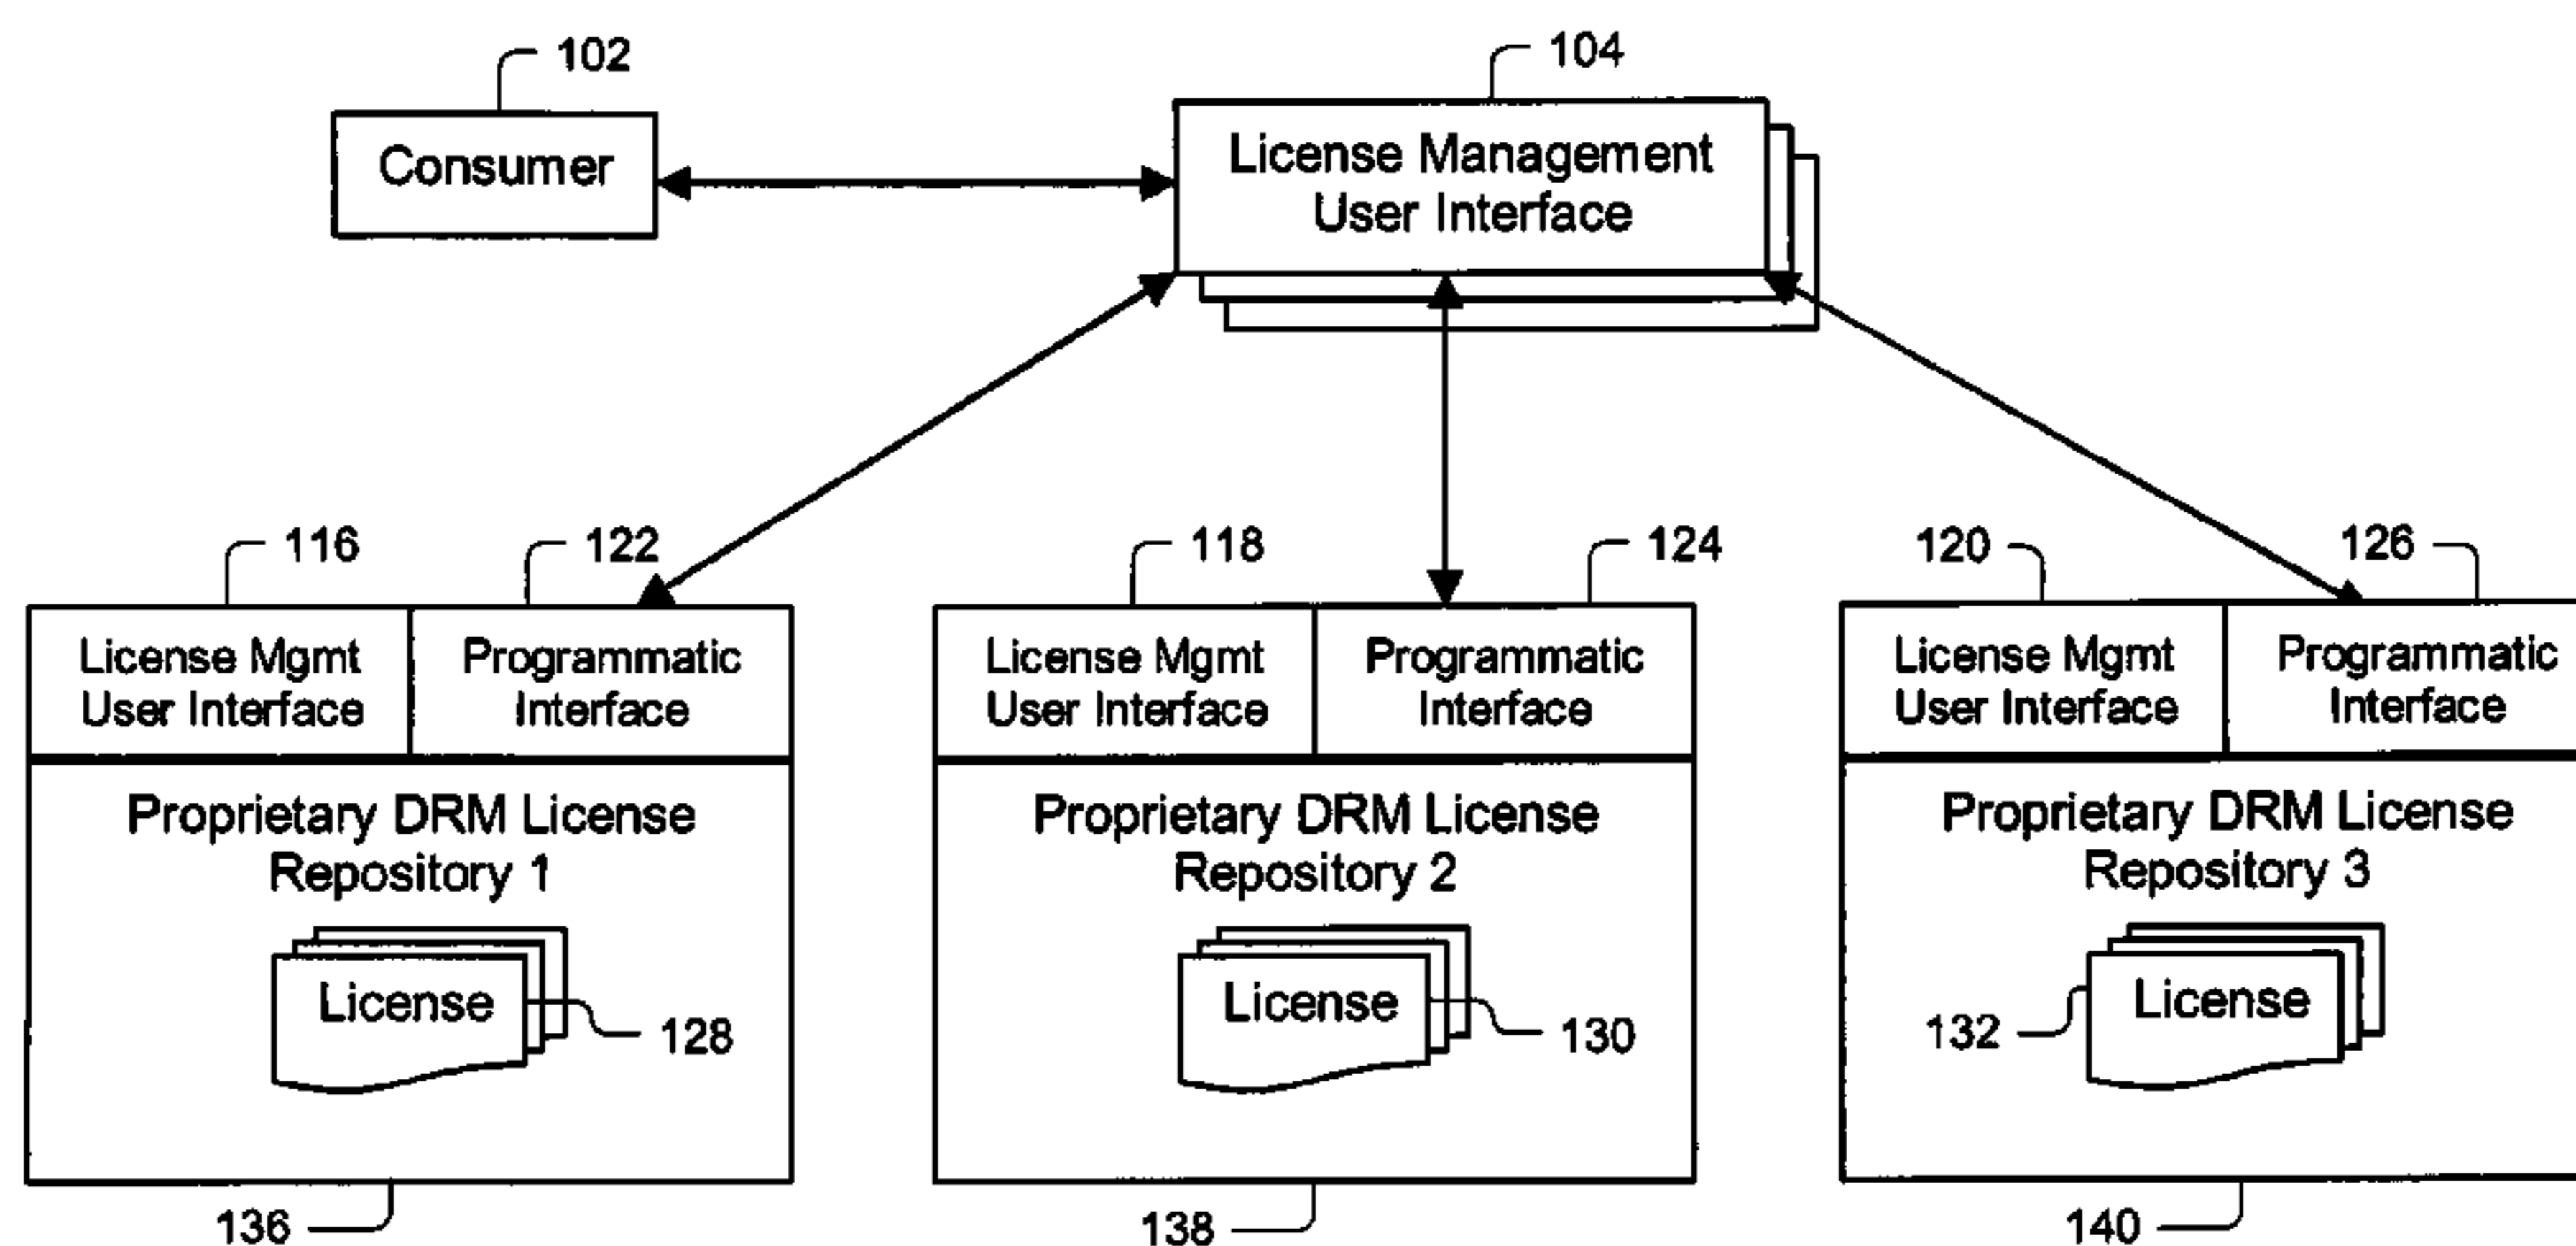 102
104
Consumer
License Management
User Interface
116
122
118
124
120
126
License Mgmt
User Interface
Programmatic
Interface
License Mgmt
User Interface
Programmatic
Interface
License Mgmt
User Interface
Programmatic
Interface
Proprietary DRM License
Repository 1
Proprietary DRM License
Repository 2
Proprietary DRM License
Repository 3
License
128
License
130
License
132
136
138
140